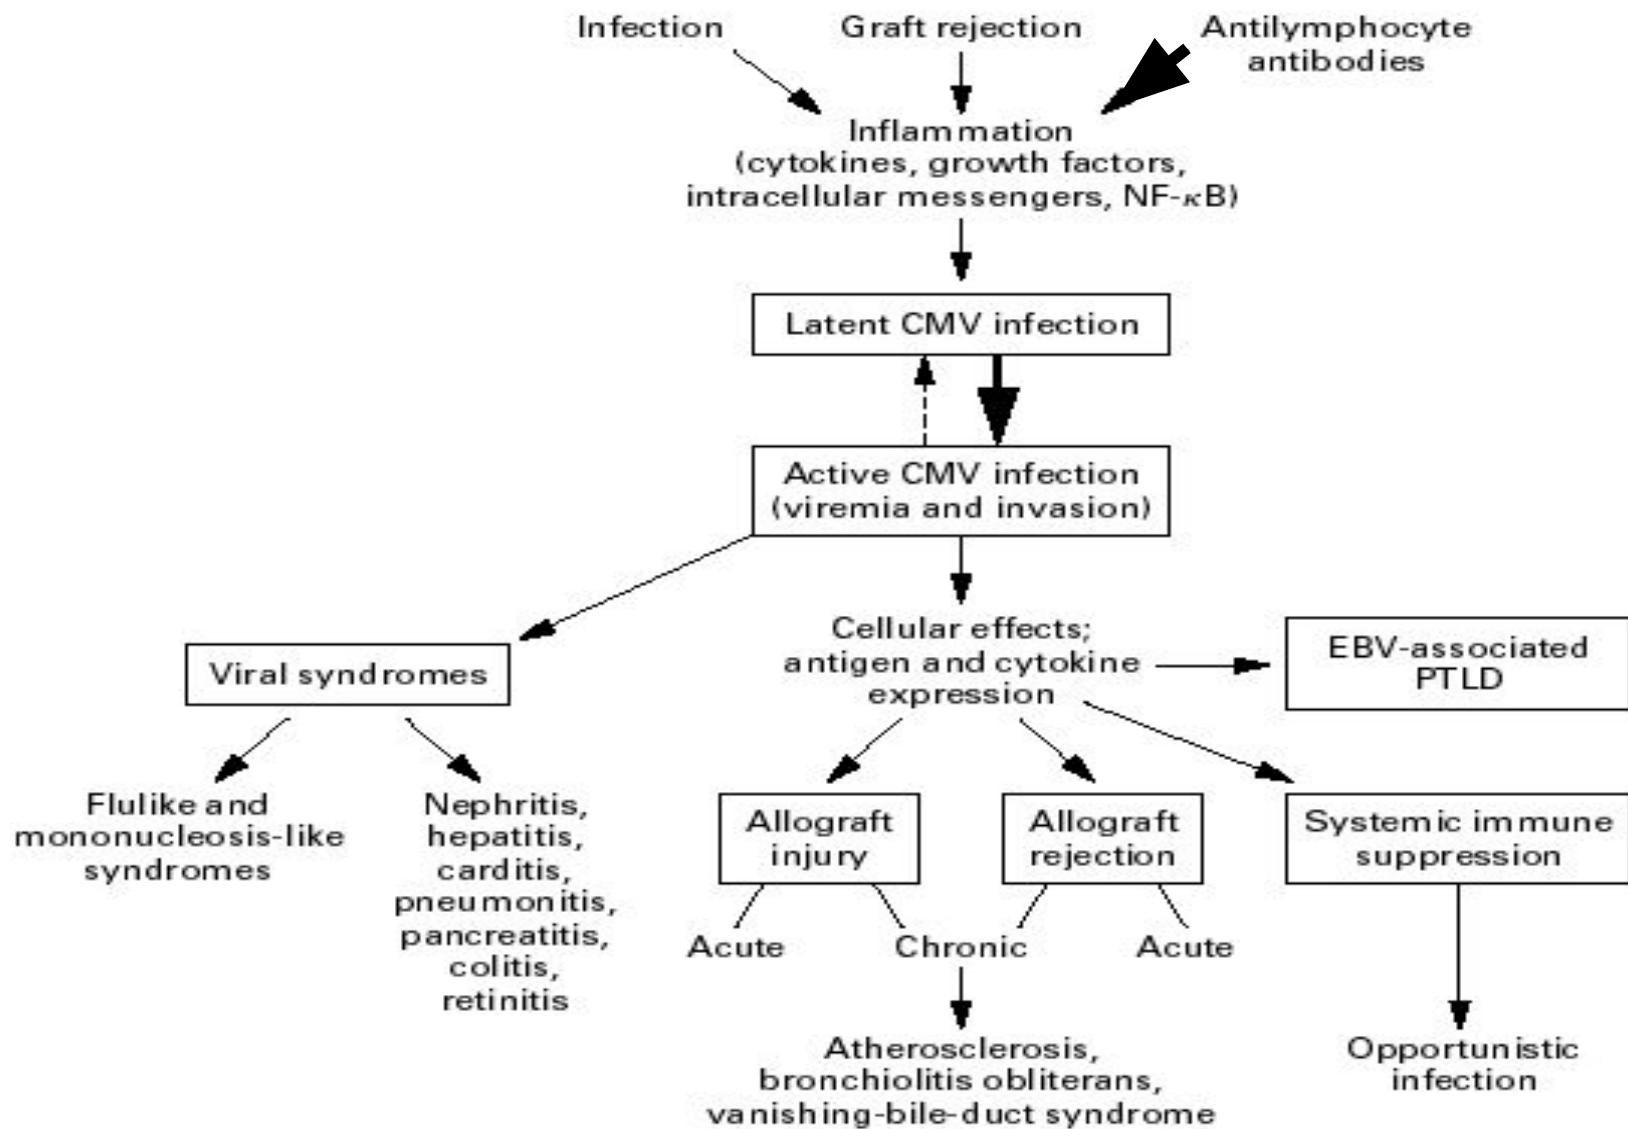 Infection
Graft rejection
Antilymphocyte
antibodies
Inflammation
(cytokines, growth factors,
intracellular messengers, NF-κB)
Latent CMV infection
Active CMV infection
(viremia and invasion)
Cellular effects;
antigen and cytokine
expression
EBV-associated
PTLD
Viral syndromes
Flulike and
mononucleosis-like
syndromes
Nephritis,
hepatitis,
carditis,
pneumonitis,
pancreatitis,
colitis,
retinitis
Allograft
injury
Allograft
rejection
Systemic immune
suppression
Acute
Chronic
Acute
Atherosclerosis,
bronchiolitis obliterans,
vanishing-bile-duct syndrome
Opportunistic
infection